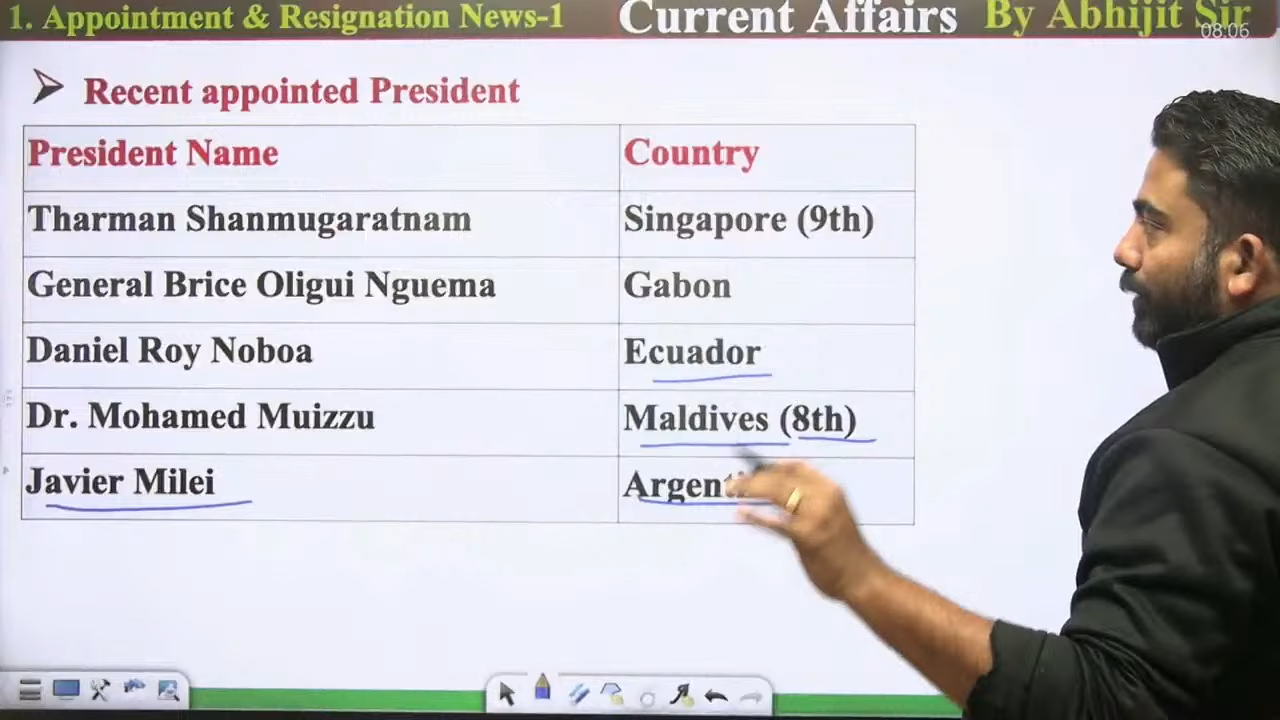 1. Appointment & Resignation News-1 Current Affairs By Abhijit Sir
08:06
Recent appointed President
President Name Country
Tharman Shanmugaratnam Singapore (9th)
General Brice Oligui Nguema Gabon
Daniel Roy Noboa Ecuador
Dr. Mohamed Muizzu Maldives (8th)
Javier Milei